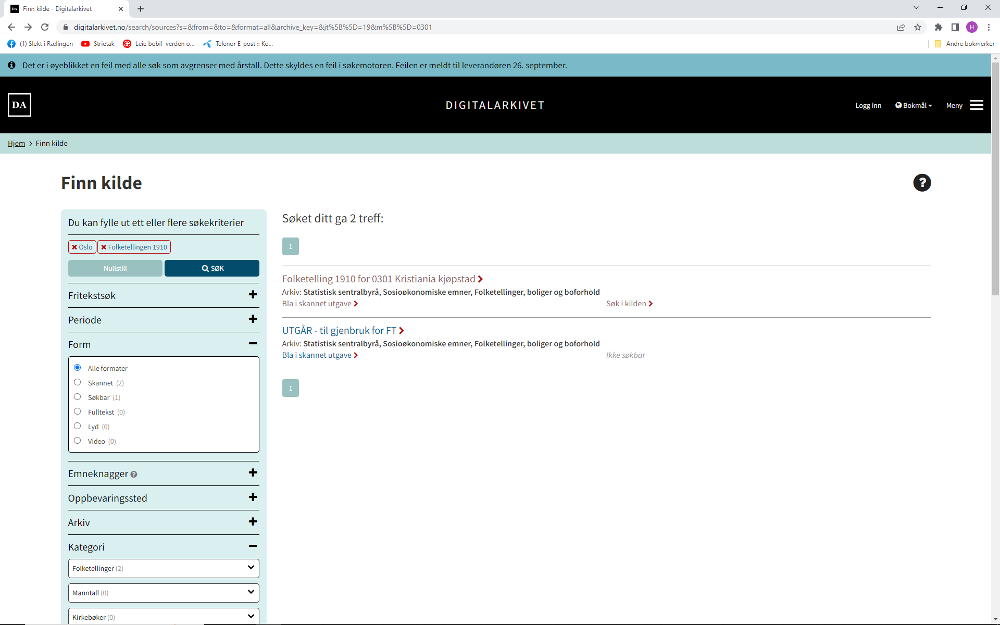 Finn kilde - Digitalarkivet
digitalarkivet.no/search/sources?s=&from=&to=&format=all&archive_key=&jt%5B%5D=19&m%5B%5D=0301
H
(1) Slekt i Rælingen
Strietak
Leie bobil verden o...
Telenor E-post :: Ko...
Andre bokmerker
Det er i øyeblikket en feil med alle søk som avgrenser med årstall. Dette skyldes en feil i søkemotoren. Feilen er meldt til leverandøren 26. september.
DA
DIGITALARKIVET
Logg inn
Bokmål
Meny
Hjem > Finn kilde
Finn kilde
?
Du kan fylle ut ett eller flere søkekriterier
Oslo
Folketellingen 1910
Nullstill
SØK
Fritekstsøk
Periode
Form
Alle formater
Skannet (2)
Søkbar (1)
Fulltekst (0)
Lyd (0)
Video (0)
Emneknagger
Oppbevaringssted
Arkiv
Kategori
Folketellinger (2)
Manntall (0)
Kirkebøker (0)
Søket ditt ga 2 treff:
1
Folketelling 1910 for 0301 Kristiania kjøpstad
Arkiv: Statistisk sentralbyrå, Sosioøkonomiske emner, Folketellinger, boliger og boforhold
Bla i skannet utgave
Søk i kilden
UTGÅR - til gjenbruk for FT
Arkiv: Statistisk sentralbyrå, Sosioøkonomiske emner, Folketellinger, boliger og boforhold
Bla i skannet utgave
Ikke søkbar
1